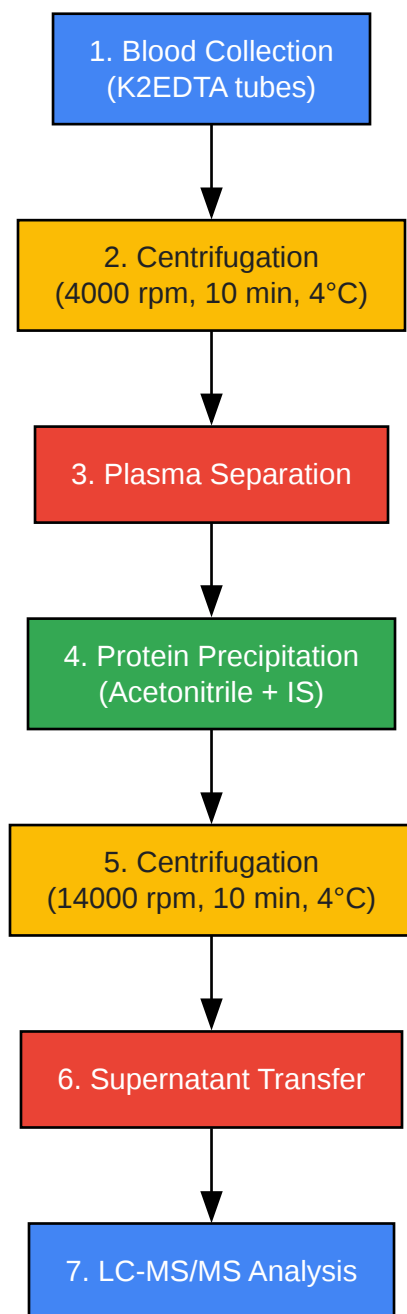 1. Blood Collection
(K2EDTA tubes)
2. Centrifugation
(4000 rpm, 10 min, 4°C)
3. Plasma Separation
4. Protein Precipitation
(Acetonitrile + IS)
5. Centrifugation
(14000 rpm, 10 min, 4°C)
6. Supernatant Transfer
7. LC-MS/MS Analysis